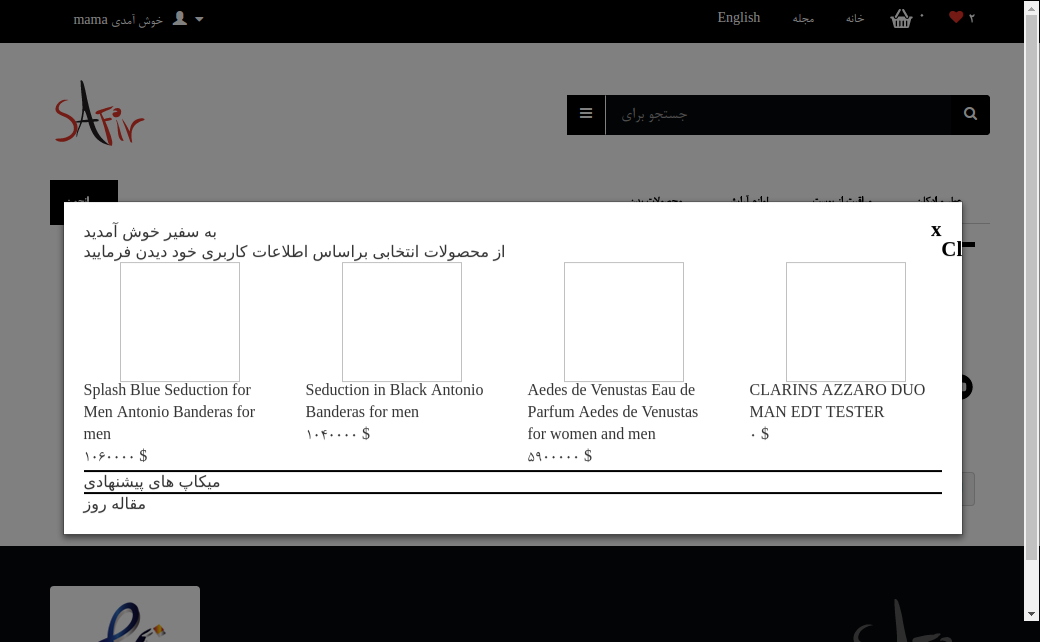 mama خوش آمدی
English
مجله
خانه
۰
۲
SAFir
جستجو برای
انجمن
x
Cl
به سفیر خوش آمدید
از محصولات انتخابی براساس اطلاعات کاربری خود دیدن فرمایید
Splash Blue Seduction for
Men Antonio Banderas for
men
۱۰۶۰۰۰۰ $
Seduction in Black Antonio
Banderas for men
۱۰۴۰۰۰۰ $
Aedes de Venustas Eau de
Parfum Aedes de Venustas
for women and men
۵۹۰۰۰۰۰ $
CLARINS AZZARO DUO
MAN EDT TESTER
۰ $
میکاپ های پیشنهادی
مقاله روز